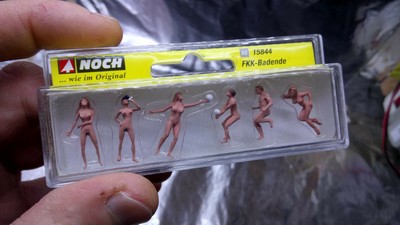 NOCH
... wie im Original
15844
FKK-Badende